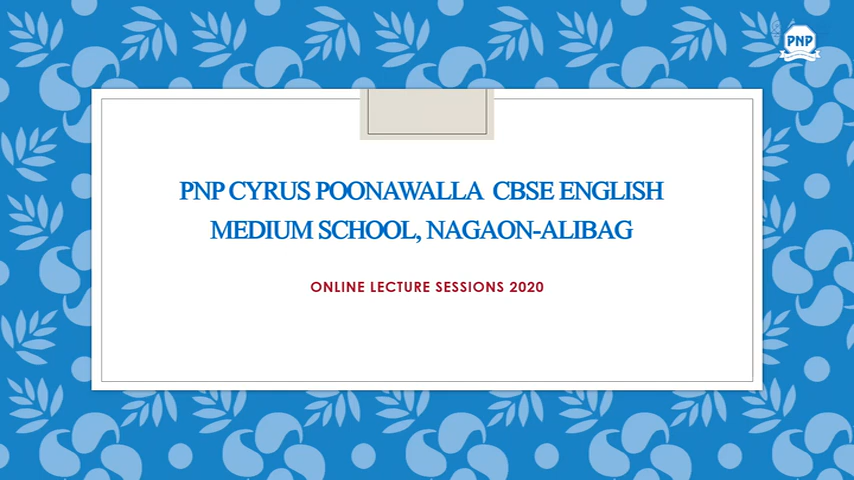 PNP
PNP CYRUS POONAWALLA CBSE ENGLISH
MEDIUM SCHOOL, NAGAON-ALIBAG
ONLINE LECTURE SESSIONS 2020